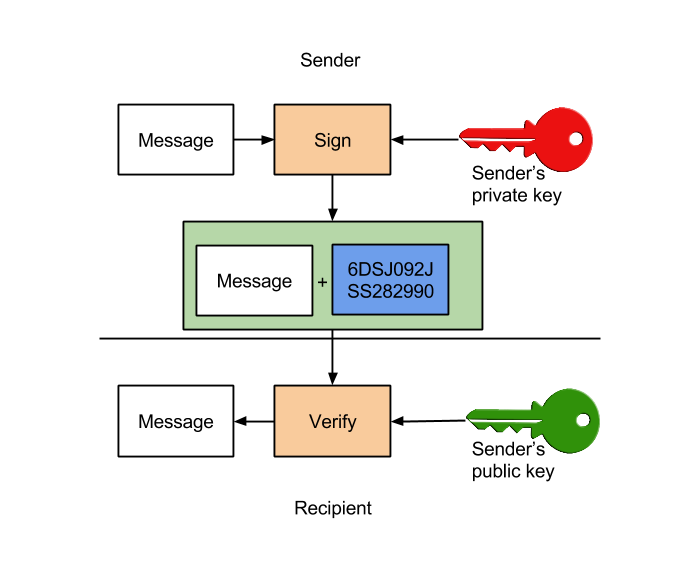 Sender
Message
Sign
Sender's
private key
Message
+
6DSJ092J
SS282990
Message
Verify
Sender's
public key
Recipient